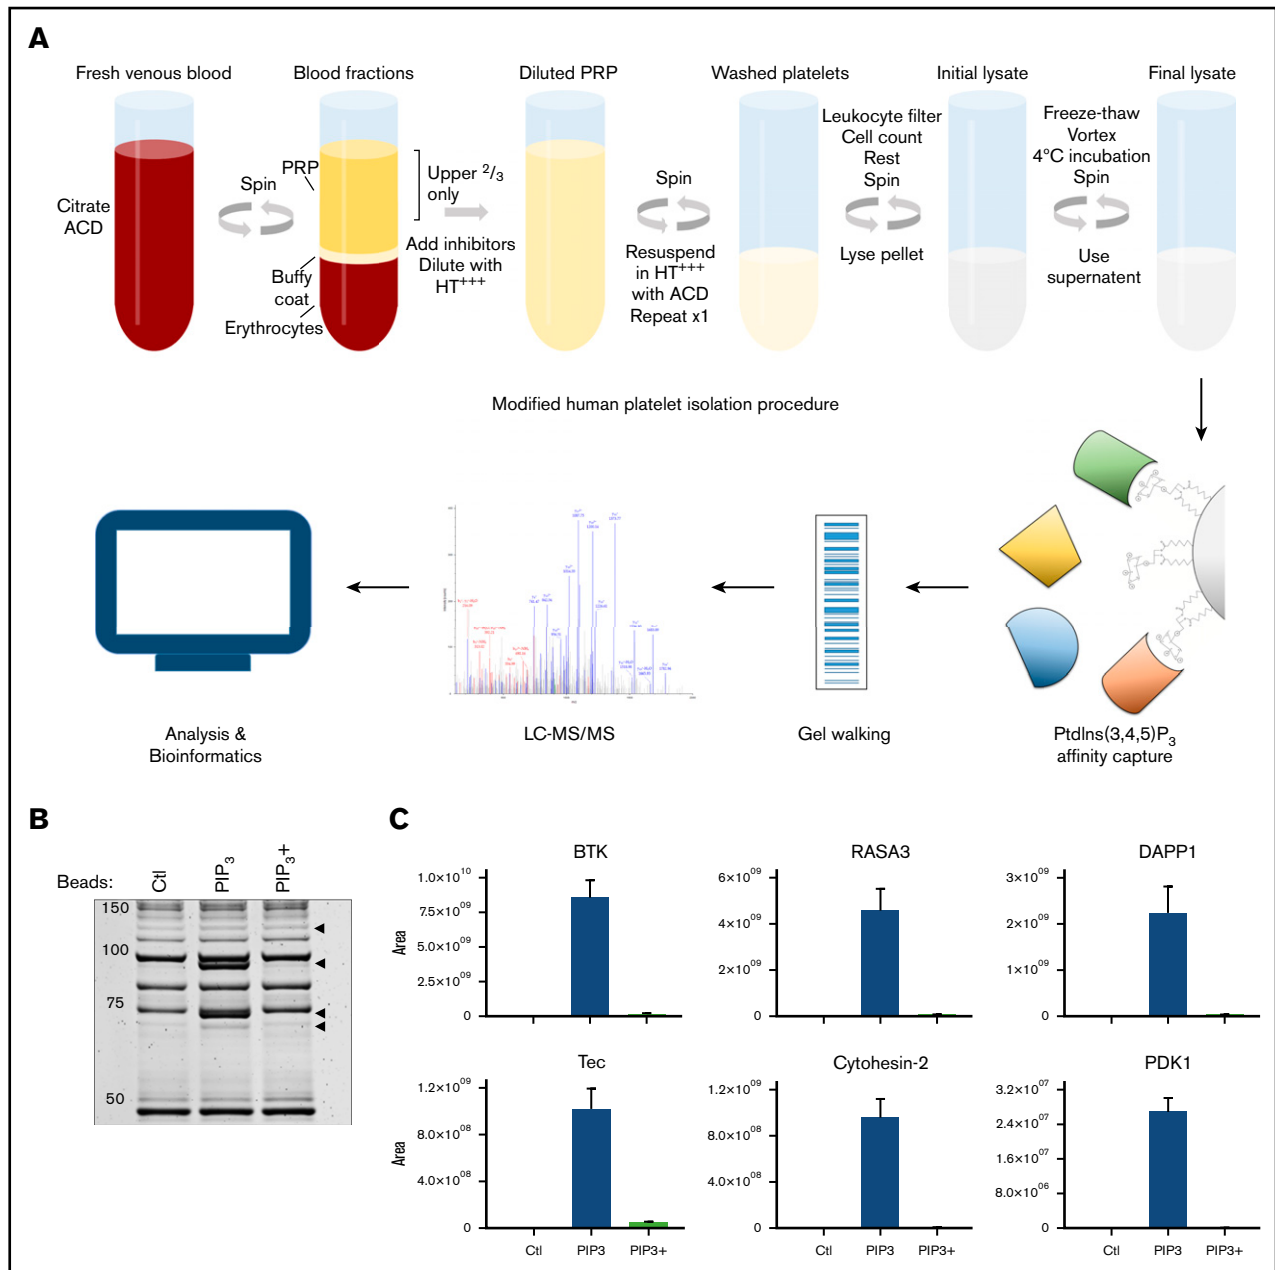 A
Fresh venous blood
Blood fractions
Diluted PRP
Washed platelets
Initial lysate
Final lysate
Citrate
ACD
Spin
PRP
Buffy
coat
Erythrocytes
Upper 2/3
only
Add inhibitors
Dilute with
HT+++
Spin
Resuspend
in HT+++
with ACD
Repeat x1
Leukocyte filter
Cell count
Rest
Spin
Lyse pellet
Freeze-thaw
Vortex
4°C incubation
Spin
Use
supernatent
Modified human platelet isolation procedure
Analysis &
Bioinformatics
LC-MS/MS
Gel walking
PtdIns(3,4,5)P3
affinity capture
B
Beads:
Ctl
PIP3
PIP3+
150
100
75
50
C
BTK
Area
1.0×10^10
7.5×10^09
5.0×10^09
2.5×10^09
0
RASA3
6×10^09
4×10^09
2×10^09
0
DAPP1
3×10^09
2×10^09
1×10^09
0
Tec
Area
1.2×10^09
8.0×10^08
4.0×10^08
0
Ctl PIP3 PIP3+
Cytohesin-2
1.2×10^09
8.0×10^08
4.0×10^08
0
Ctl PIP3 PIP3+
PDK1
3.2×10^07
2.4×10^07
1.6×10^07
8.0×10^06
0
Ctl PIP3 PIP3+